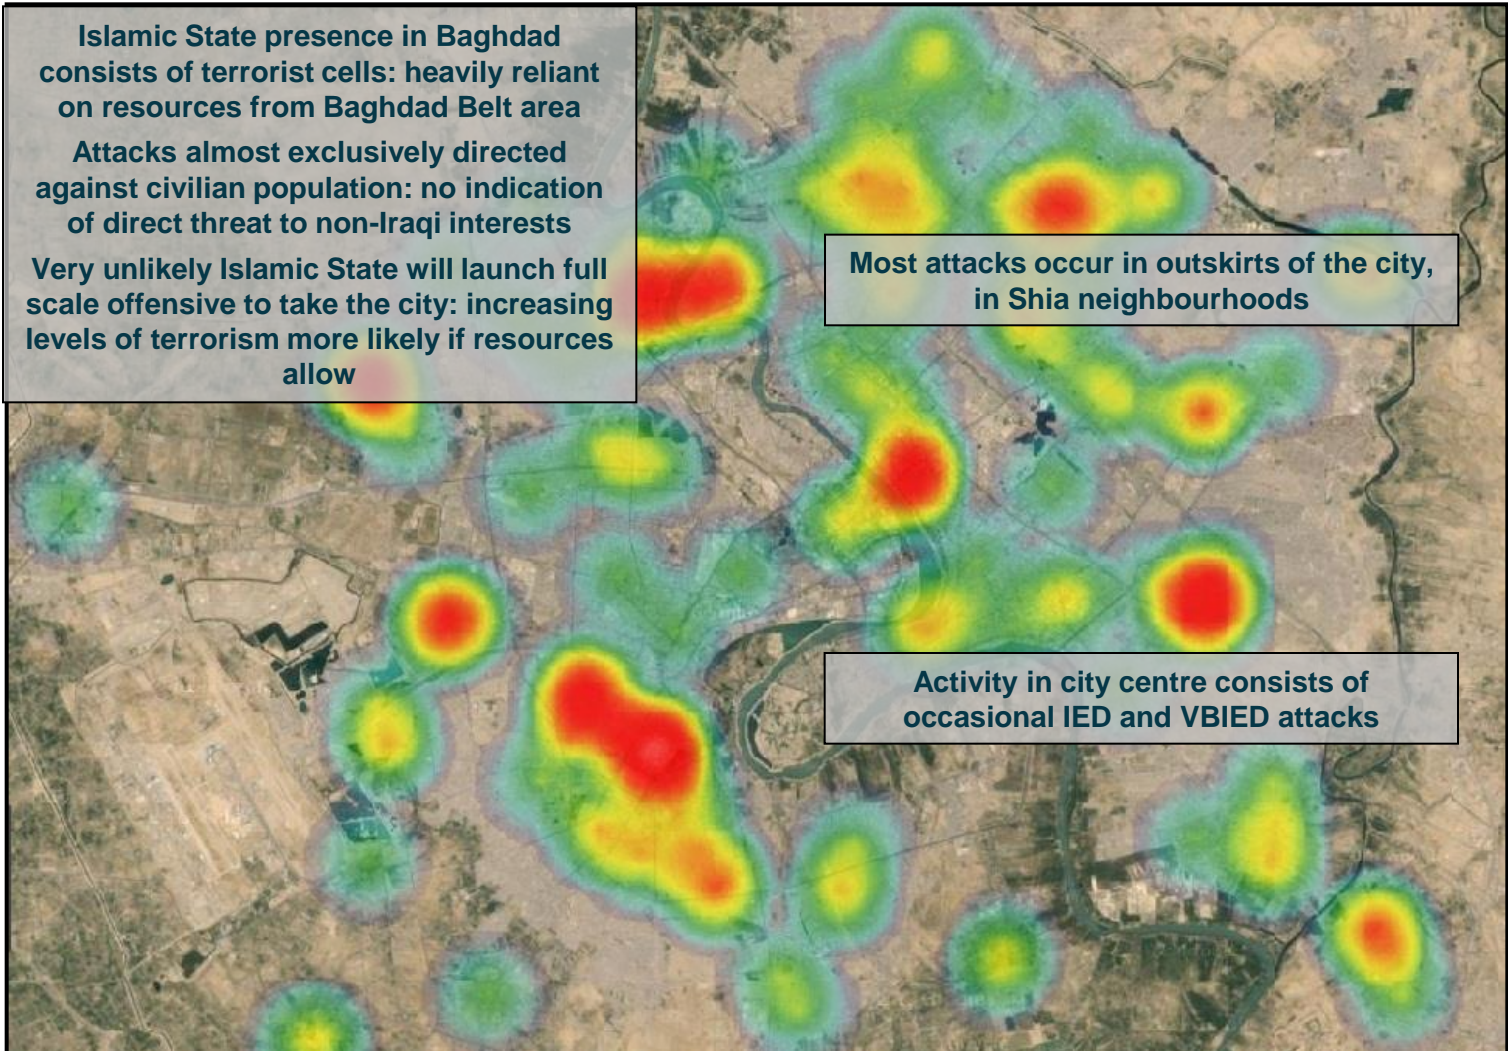 Islamic State presence in Baghdad
consists of terrorist cells: heavily reliant
on resources from Baghdad Belt area
Attacks almost exclusively directed
against civilian population: no indication
of direct threat to non-Iraqi interests
Very unlikely Islamic State will launch full
scale offensive to take the city: increasing
levels of terrorism more likely if resources
allow
Most attacks occur in outskirts of the city,
in Shia neighbourhoods
Activity in city centre consists of
occasional IED and VBIED attacks